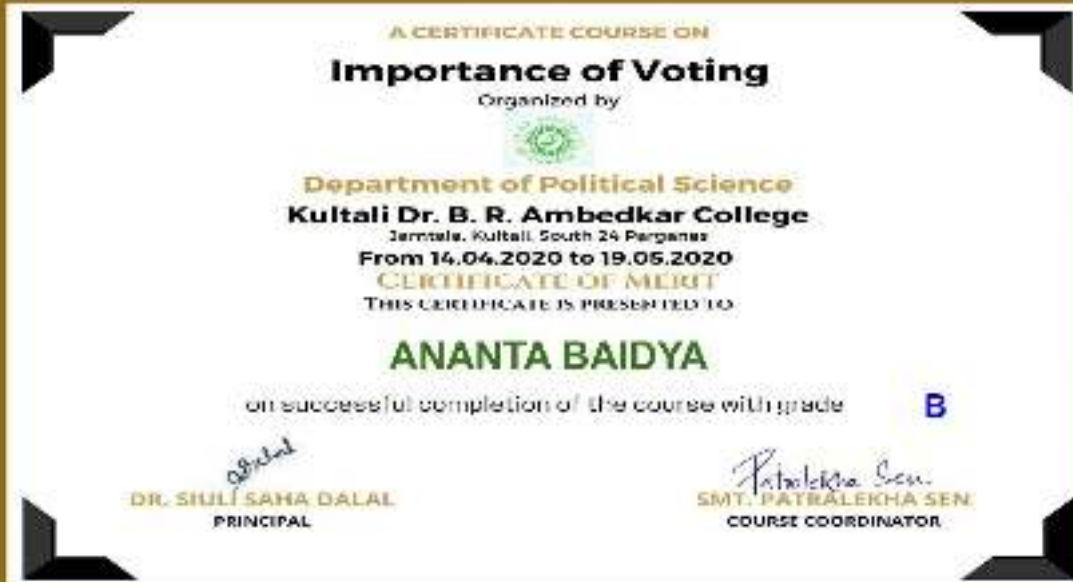 A CERTIFICATE COURSE ON
Importance of Voting
Organized by
Department of Political Science
Kultali Dr. B. R. Ambedkar College
Jamtala, Kultali, South 24 Parganas
From 14.04.2020 to 19.05.2020
CERTIFICATE OF MERIT
THIS CERTIFICATE IS PRESENTED TO
ANANTA BAIDYA
on successful completion of the course with grade B
Patralekha Sen.
DR. SIULI SAHA DALAL
SMT. PATRALEKHA SEN
PRINCIPAL
COURSE COORDINATOR